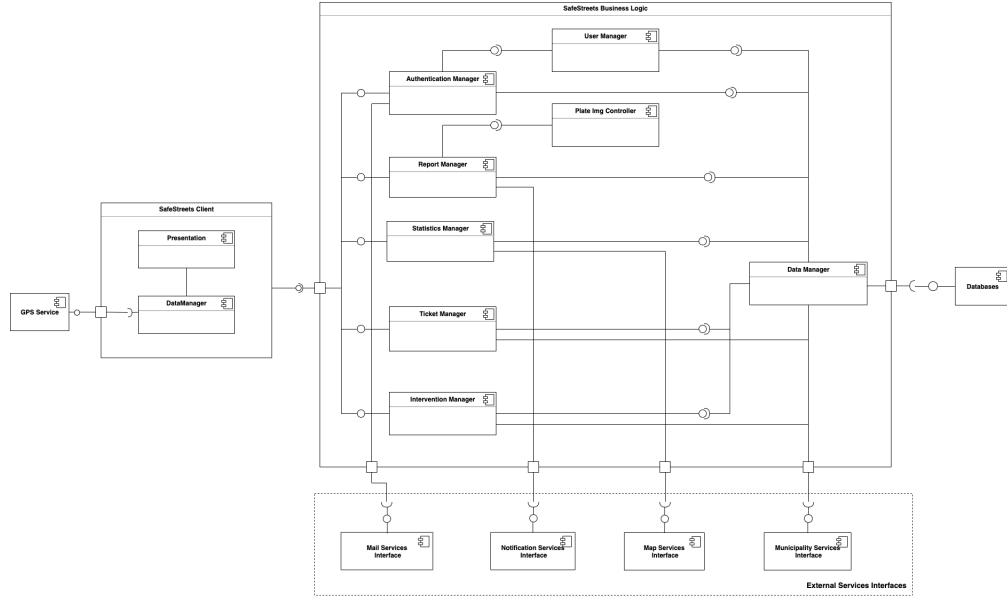 SafeStreets Business Logic
User Manager
Authentication Manager
Plate Img Controller
Report Manager
SafeStreets Client
Statistics Manager
Presentation
Data Manager
Databases
DataManager
GPS Service
Ticket Manager
Intervention Manager
Mail Services
Interface
Notification Services
Interface
Map Services
Interface
Municipality Services
Interface
External Services Interfaces